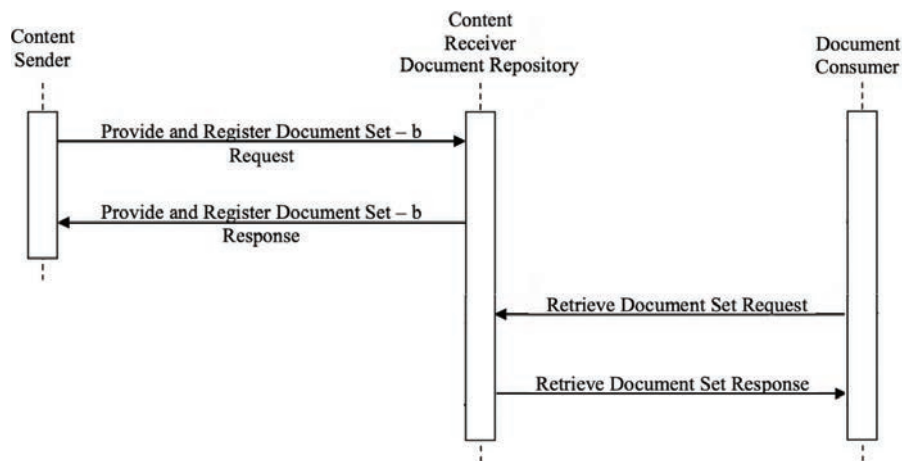 Content
Sender
Content
Receiver
Document Repository
Document
Consumer
Provide and Register Document Set – b
Request
Provide and Register Document Set – b
Response
Retrieve Document Set Request
Retrieve Document Set Response